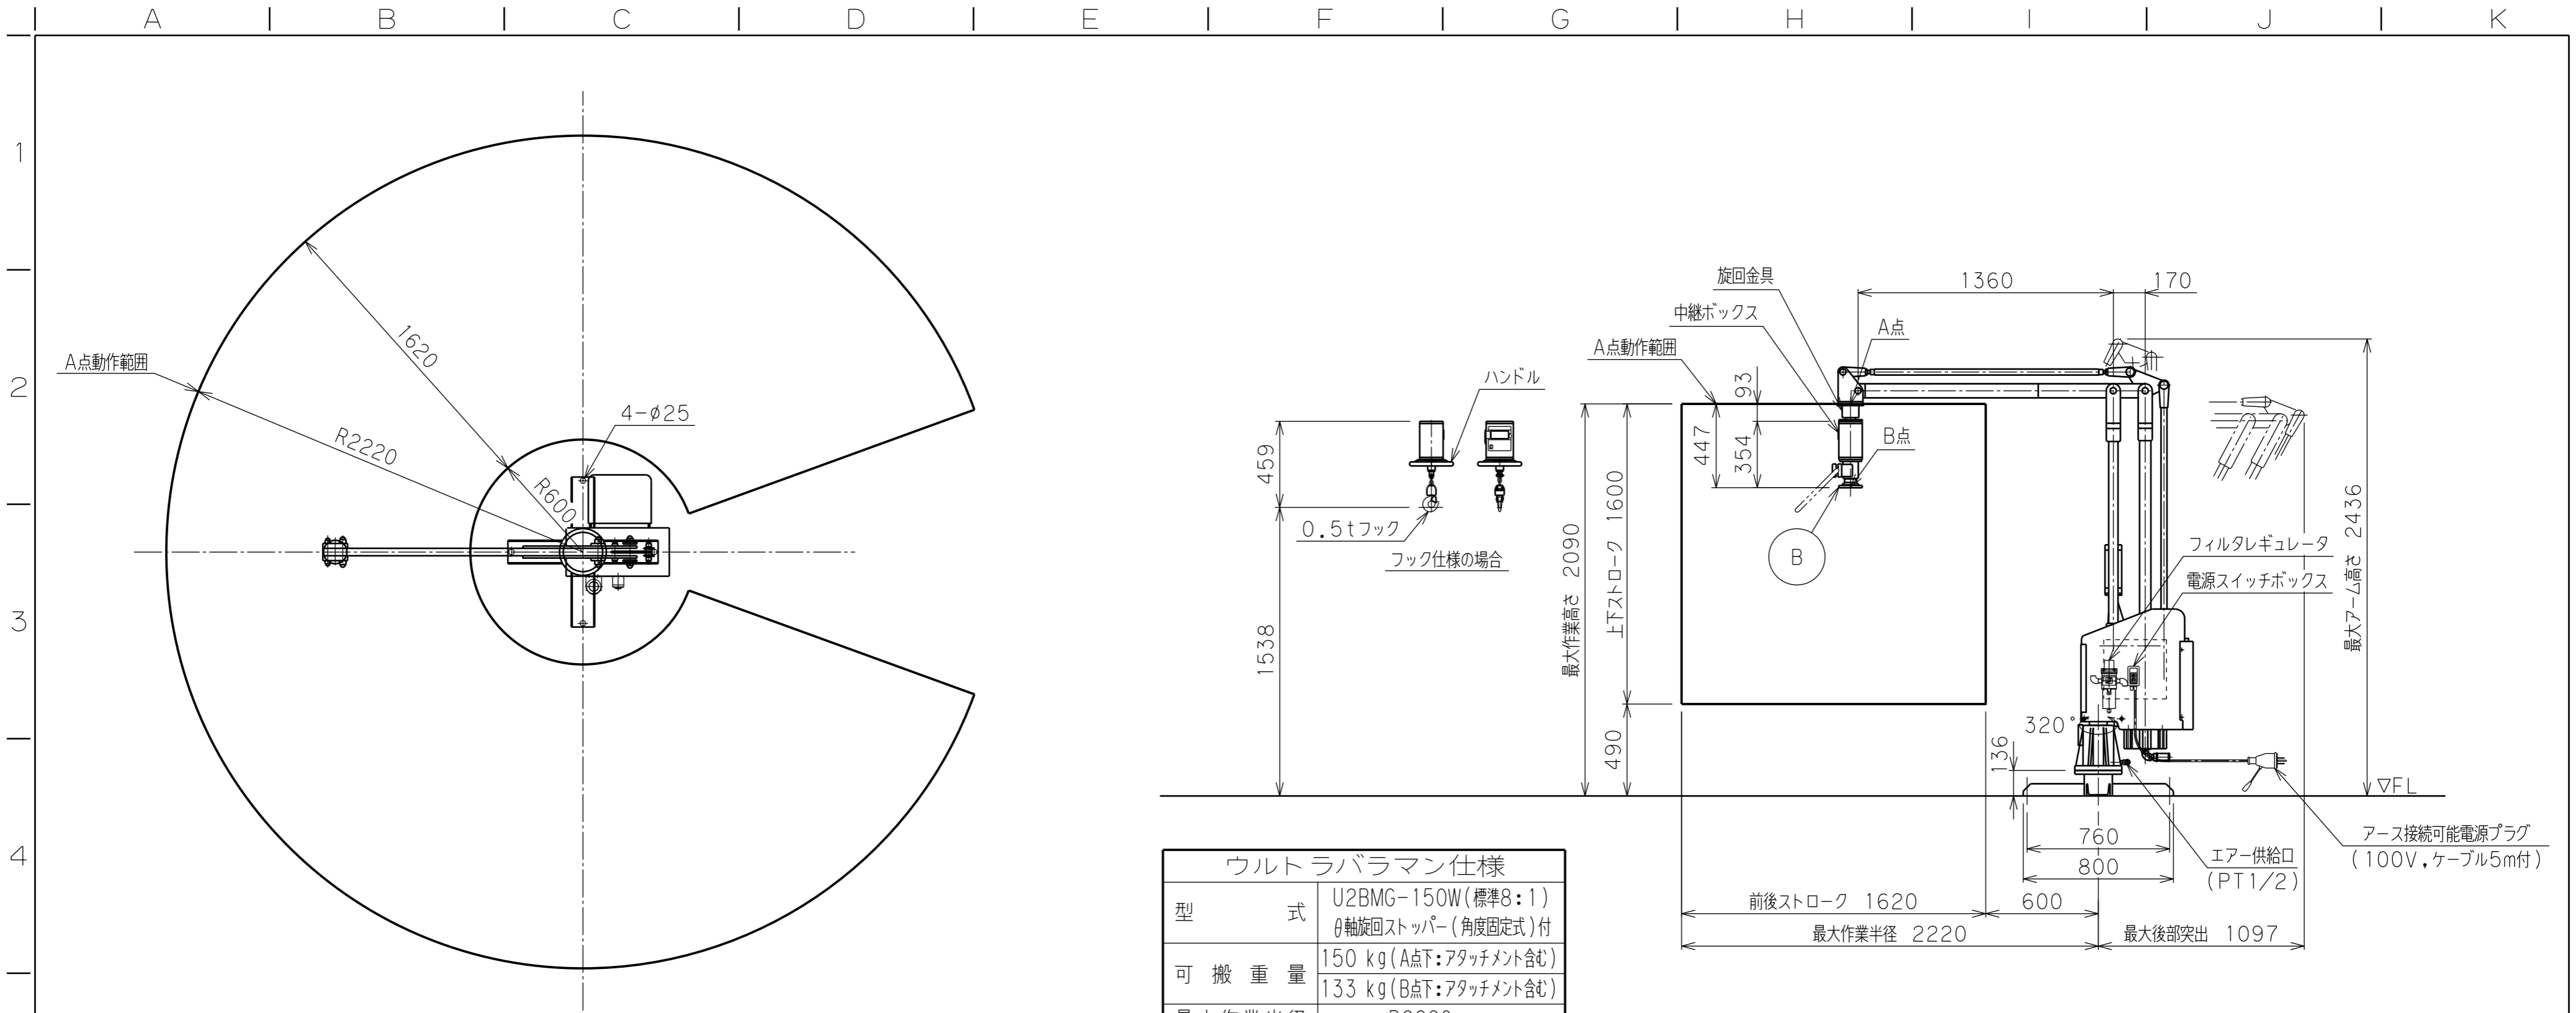 A B C D E F G H I J K
1
2
3
4
A点動作範囲
1620
R2220
R600
4-φ25
459
1538
ハンドル
0.5tフック
フック仕様の場合
旋回金具
中継ボックス
A点動作範囲
A点
B点
B
93
447
354
1360
170
最大作業高さ 2090
上下ストローク 1600
490
最大アーム高さ 2436
フィルタレギュレータ
電源スイッチボックス
320°
136
▽FL
760
800
エアー供給口
(PT1/2)
アース接続可能電源プラグ
(100V,ケーブル5m付)
前後ストローク 1620
600
最大作業半径 2220
最大後部突出 1097
ウルトラバラマン仕様
型式 U2BMG-150W(標準8:1)
θ軸旋回ストッパー(角度固定式)付
可搬重量 150 kg(A点下:アタッチメント含む)
133 kg(B点下:アタッチメント含む)